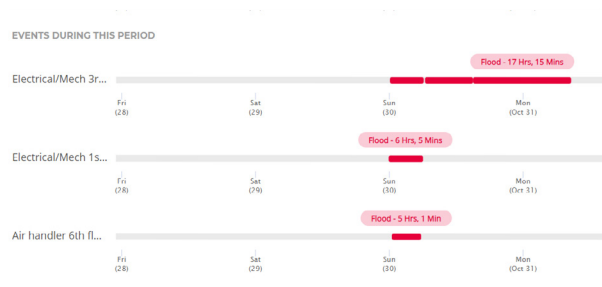 EVENTS DURING THIS PERIOD
Flood - 17 Hrs, 15 Mins
Electrical/Mech 3r...
Fri Sat Sun Mon
(28) (29) (30) (Oct 31)
Flood - 6 Hrs, 5 Mins
Electrical/Mech 1s...
Fri Sat Sun Mon
(28) (29) (30) (Oct 31)
Flood - 5 Hrs, 1 Min
Air handler 6th fl...
Fri Sat Sun Mon
(28) (29) (30) (Oct 31)